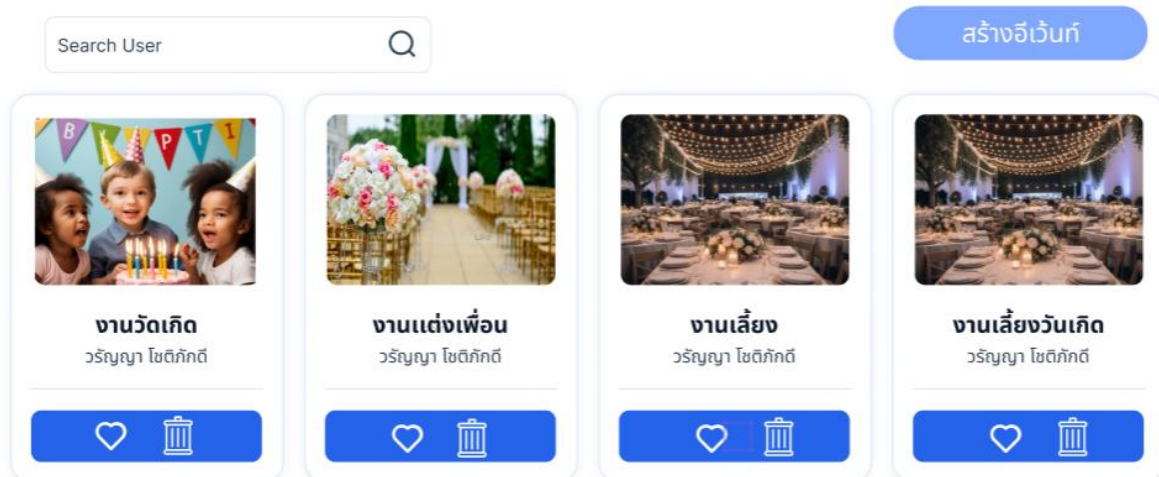 Search User
สร้างอีเว้นท์
B
P
T
I
งานวัดเกิด
วรัญญา โชติภักดี
งานแต่งเพื่อน
วรัญญา โชติภักดี
งานเลี้ยง
วรัญญา โชติภักดี
งานเลี้ยงวันเกิด
วรัญญา โชติภักดี